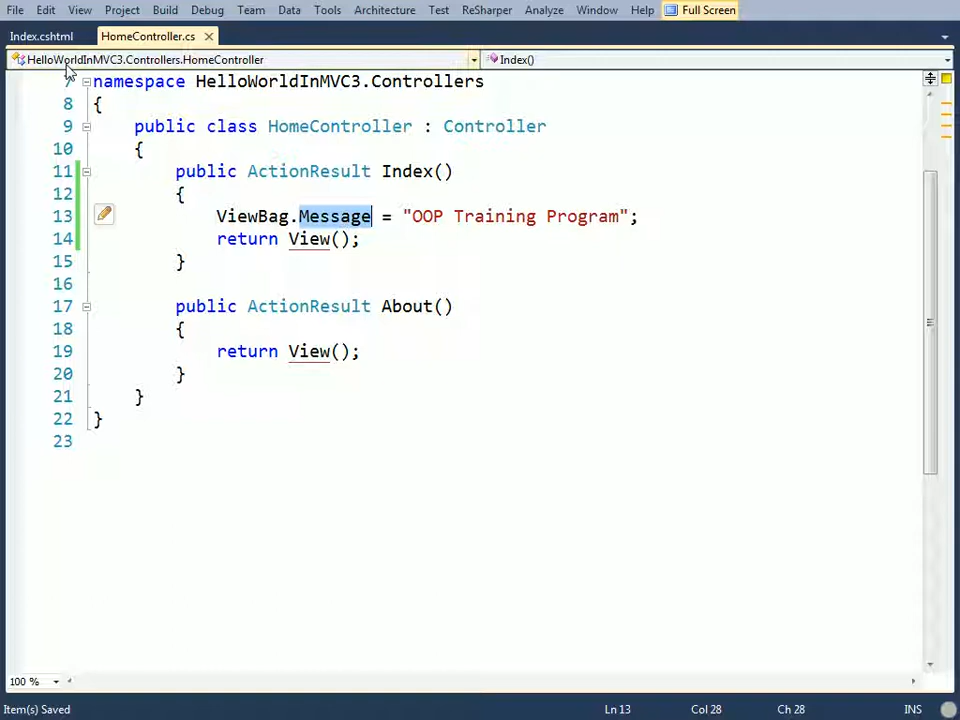 File Edit View Project Build Debug Team Data Tools Architecture Test ReSharper Analyze Window Help Full Screen
Index.cshtml HomeController.cs
HelloWorldInMVC3.Controllers.HomeController Index()
7 namespace HelloWorldInMVC3.Controllers
8 {
9 public class HomeController : Controller
10 {
11 public ActionResult Index()
12 {
13 ViewBag.Message = "OOP Training Program";
14 return View();
15 }
16
17 public ActionResult About()
18 {
19 return View();
20 }
21 }
22 }
23
100 %
Item(s) Saved Ln 13 Col 28 Ch 28 INS